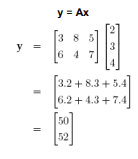 y = Ax
y = [3 8 5; 6 4 7] [2; 3; 4]
= [3.2 + 8.3 + 5.4; 6.2 + 4.3 + 7.4]
= [50; 52]